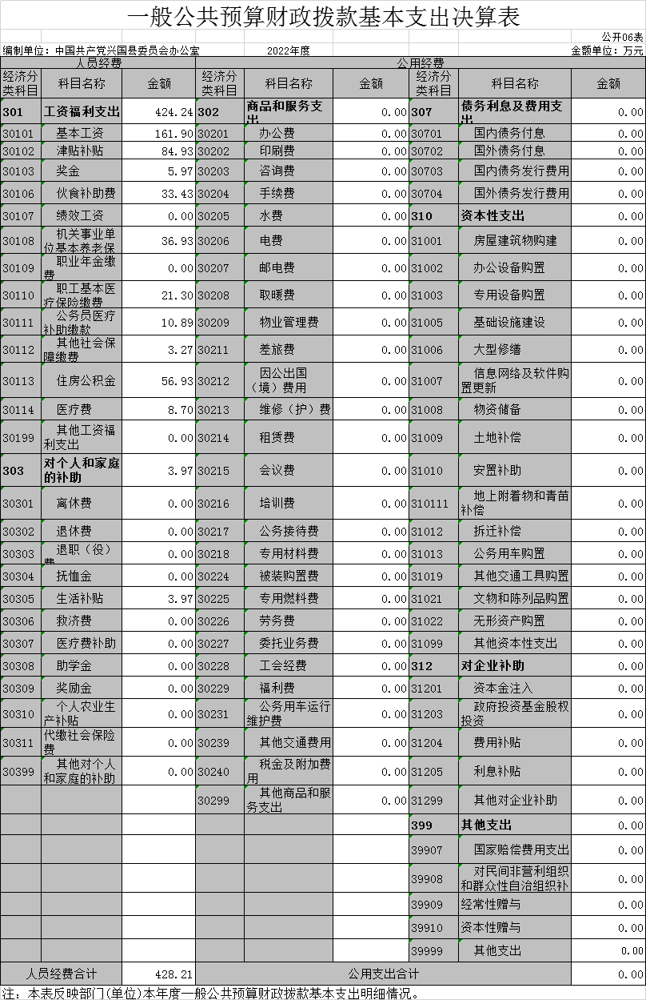 一般公共预算财政拨款基本支出决算表
公开06表
编制单位：中国共产党兴国县委员会办公室 2022年度 金额单位：万元
人员经费 公用经费
经济分类科目 科目名称 金额 经济分类科目 科目名称 金额 经济分类科目 科目名称 金额
301 工资福利支出 424.24 302 商品和服务支出 0.00 307 债务利息及费用支出 0.00
30101 基本工资 161.90 30201 办公费 0.00 30701 国内债务付息 0.00
30102 津贴补贴 84.93 30202 印刷费 0.00 30702 国外债务付息 0.00
30103 奖金 5.97 30203 咨询费 0.00 30703 国内债务发行费用 0.00
30106 伙食补助费 33.43 30204 手续费 0.00 30704 国外债务发行费用 0.00
30107 绩效工资 0.00 30205 水费 0.00 310 资本性支出 0.00
30108 机关事业单位基本养老保 36.93 30206 电费 0.00 31001 房屋建筑物购建 0.00
30109 职业年金缴费 0.00 30207 邮电费 0.00 31002 办公设备购置 0.00
30110 职工基本医疗保险缴费 21.30 30208 取暖费 0.00 31003 专用设备购置 0.00
30111 公务员医疗补助缴款 10.89 30209 物业管理费 0.00 31005 基础设施建设 0.00
30112 其他社会保障缴费 3.27 30211 差旅费 0.00 31006 大型修缮 0.00
30113 住房公积金 56.93 30212 因公出国（境）费用 0.00 31007 信息网络及软件购置更新 0.00
30114 医疗费 8.70 30213 维修（护）费 0.00 31008 物资储备 0.00
30199 其他工资福利支出 0.00 30214 租赁费 0.00 31009 土地补偿 0.00
303 对个人和家庭的补助 3.97 30215 会议费 0.00 31010 安置补助 0.00
30301 离休费 0.00 30216 培训费 0.00 310111 地上附着物和青苗补偿 0.00
30302 退休费 0.00 30217 公务接待费 0.00 31012 拆迁补偿 0.00
30303 退职（役）费 0.00 30218 专用材料费 0.00 31013 公务用车购置 0.00
30304 抚恤金 0.00 30224 被装购置费 0.00 31019 其他交通工具购置 0.00
30305 生活补贴 3.97 30225 专用燃料费 0.00 31021 文物和陈列品购置 0.00
30306 救济费 0.00 30226 劳务费 0.00 31022 无形资产购置 0.00
30307 医疗费补助 0.00 30227 委托业务费 0.00 31099 其他资本性支出 0.00
30308 助学金 0.00 30228 工会经费 0.00 312 对企业补助 0.00
30309 奖励金 0.00 30229 福利费 0.00 31201 资本金注入 0.00
30310 个人农业生产补贴 0.00 30231 公务用车运行维护费 0.00 31203 政府投资基金股权投资 0.00
30311 代缴社会保险费 0.00 30239 其他交通费用 0.00 31204 费用补贴 0.00
30399 其他对个人和家庭的补助 0.00 30240 税金及附加费用 0.00 31205 利息补贴 0.00
30299 其他商品和服务支出 0.00 31299 其他对企业补助 0.00
399 其他支出 0.00
39907 国家赔偿费用支出 0.00
39908 对民间非营利组织和群众性自治组织补 0.00
39909 经常性赠与 0.00
39910 资本性赠与 0.00
39999 其他支出 0.00
人员经费合计 428.21 公用支出合计 0.00
注：本表反映部门(单位)本年度一般公共预算财政拨款基本支出明细情况。